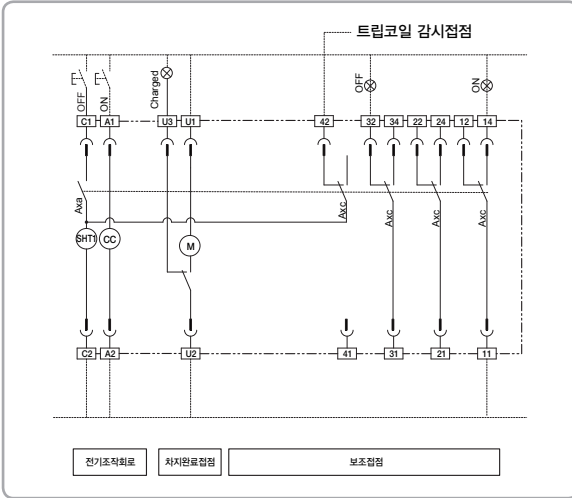 트립코일 감시접점
OFF
ON
Charged
OFF
ON
C1 A1 U3 U1 42 32 34 22 24 12 14
Axa
Axc
Axc
Axc
Axc
SHT1 CC M
C2 A2 U2 41 31 21 11
전기조작회로 차지완료접점 보조접점